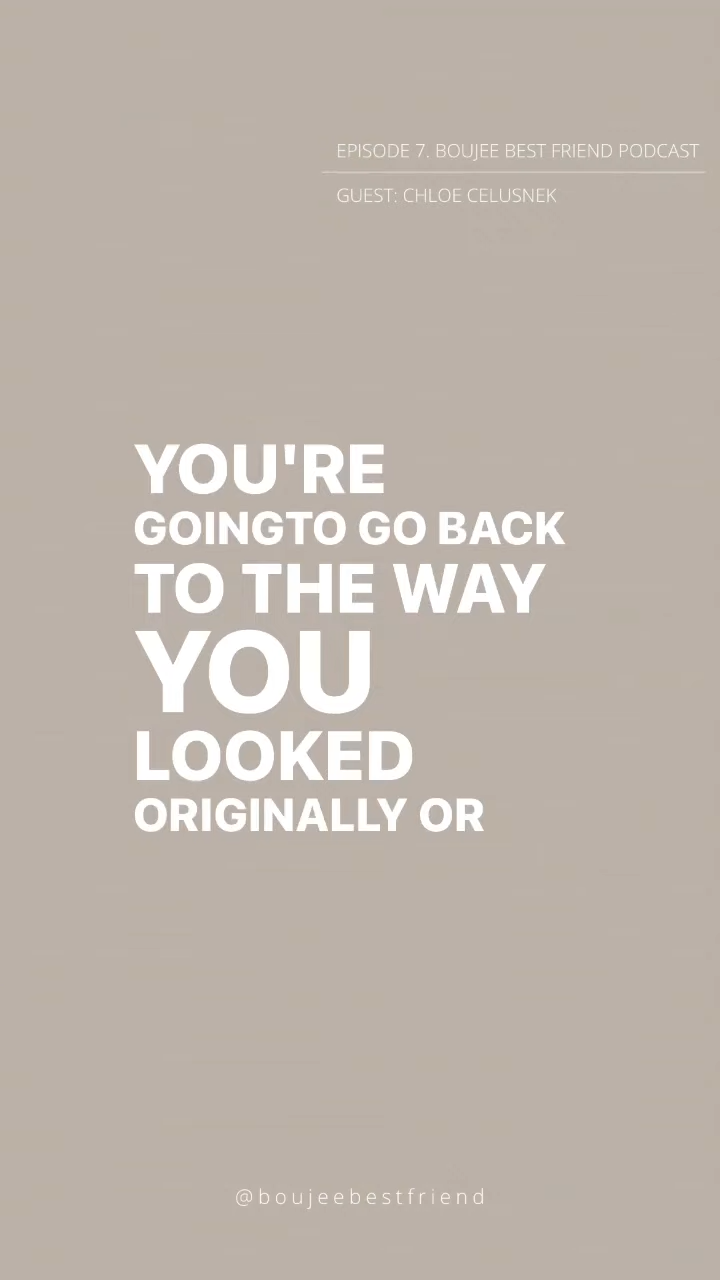 EPISODE 7. BOUJEE BEST FRIEND PODCAST
GUEST: CHLOE CELUSNEK
YOU'RE
GOINGTO GO BACK
TO THE WAY
YOU
LOOKED
ORIGINALLY OR
@boujeebestfriend